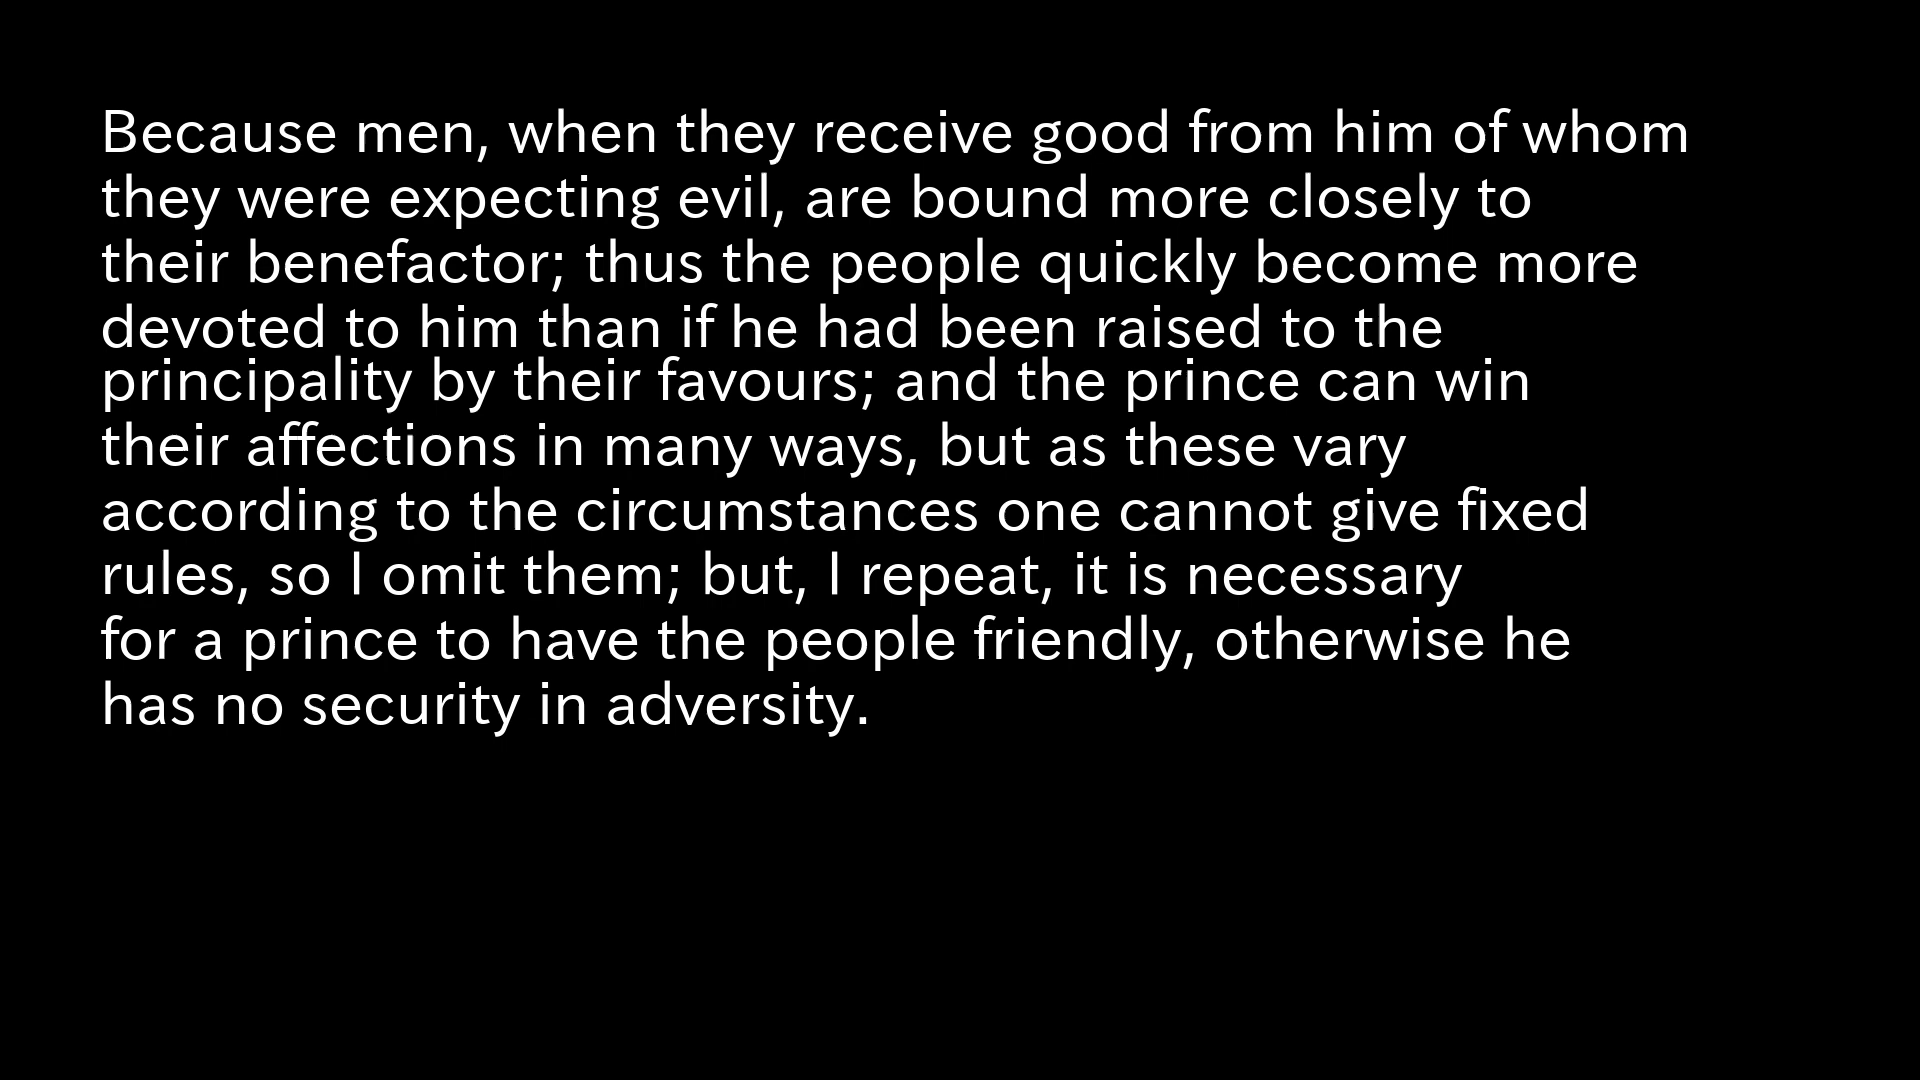 Because men, when they receive good from him of whom
they were expecting evil, are bound more closely to
their benefactor; thus the people quickly become more
devoted to him than if he had been raised to the
principality by their favours; and the prince can win
their affections in many ways, but as these vary
according to the circumstances one cannot give fixed
rules, so I omit them; but, I repeat, it is necessary
for a prince to have the people friendly, otherwise he
has no security in adversity.